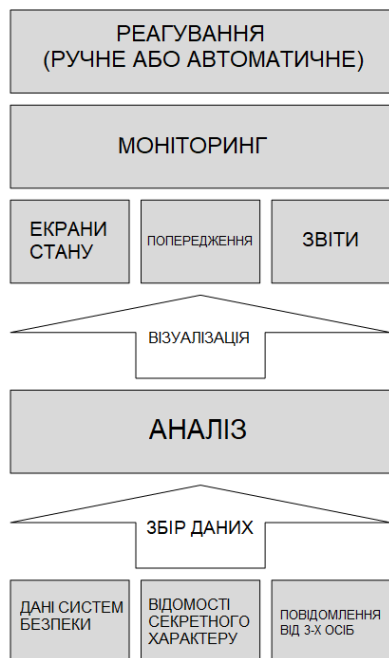 РЕАГУВАННЯ
(РУЧНЕ АБО АВТОМАТИЧНЕ)
МОНІТОРИНГ
ЕКРАНИ
СТАНУ
ПОПЕРЕДЖЕННЯ
ЗВІТИ
ВІЗУАЛІЗАЦІЯ
АНАЛІЗ
ЗБІР ДАНИХ
ДАНІ СИСТЕМ
БЕЗПЕКИ
ВІДОМОСТІ
СЕКРЕТНОГО
ХАРАКТЕРУ
ПОВІДОМЛЕННЯ
ВІД 3-Х ОСІБ